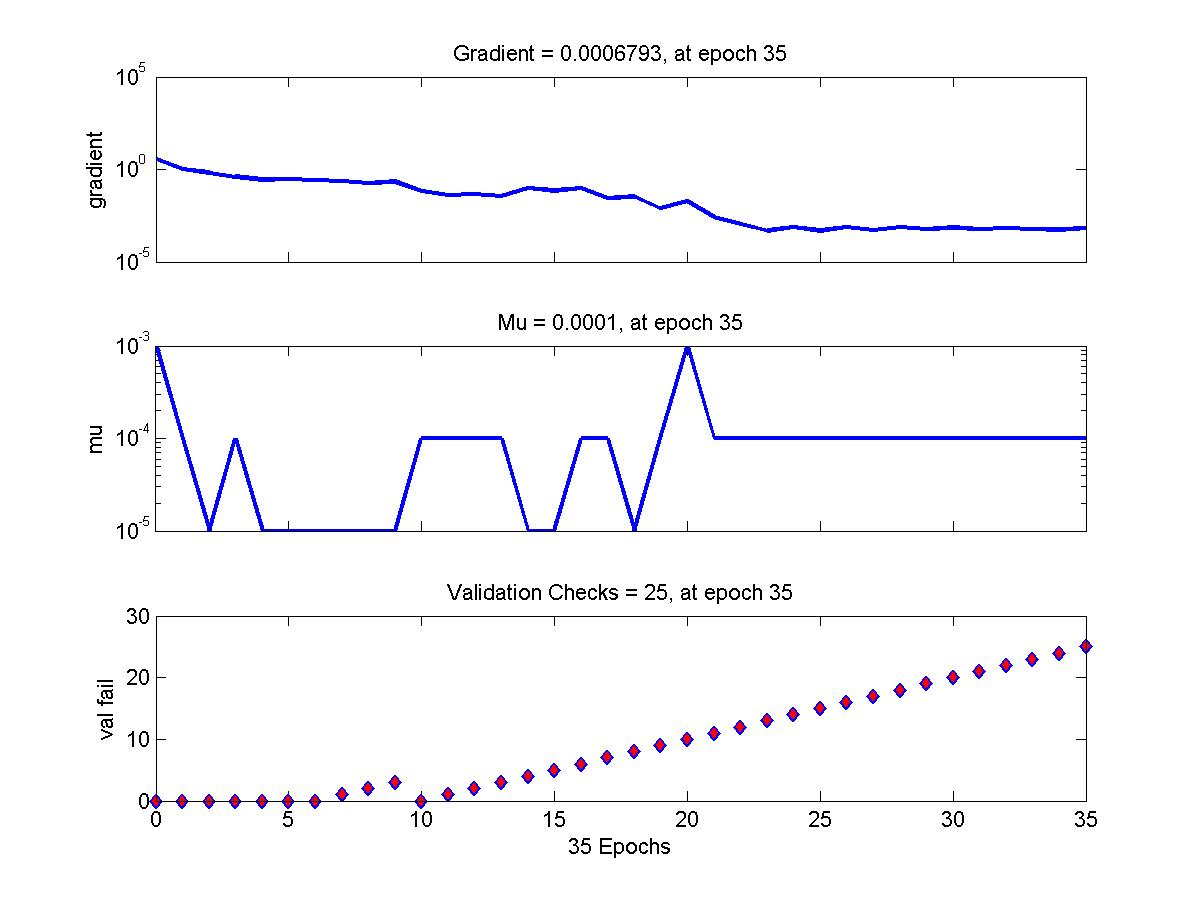 Gradient = 0.0006793, at epoch 35
10^5
10^0
10^-5
gradient
Mu = 0.0001, at epoch 35
10^-3
10^-4
10^-5
mu
Validation Checks = 25, at epoch 35
30
20
10
0
val fail
0 5 10 15 20 25 30 35
35 Epochs